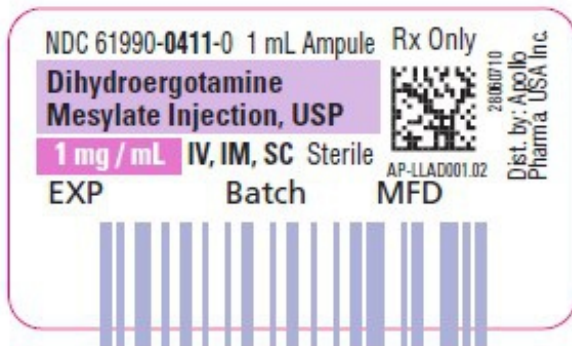 NDC 61990-0411-0 1 mL Ampule
Rx Only
Dihydroergotamine
Mesylate Injection, USP
1 mg / mL IV, IM, SC Sterile
AP-LLAD001.02
28060710
Dist. by: Apollo
Pharma USA Inc.
EXP Batch MFD